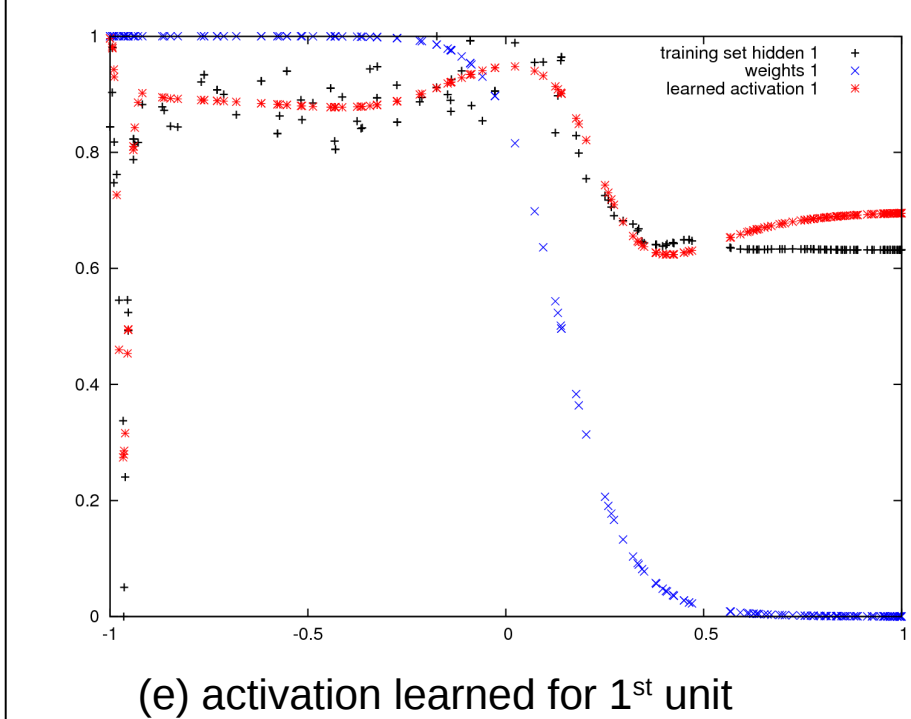 1
training set hidden 1
weights 1
learned activation 1
0.8
0.6
0.4
0.2
0
-1
-0.5
0
0.5
1
(e) activation learned for 1st unit